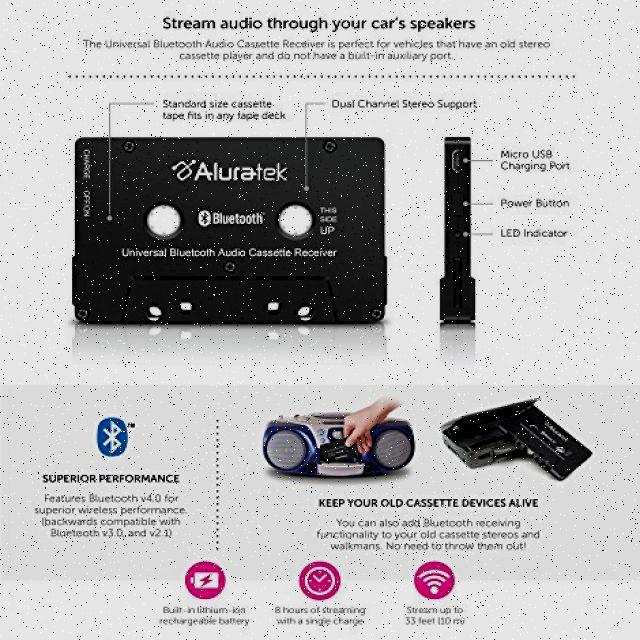 Stream audio through your car's speakers
The Universal Bluetooth Audio Cassette Receiver is perfect for vehicles that have an old stereo
cassette player and do not have a built-in auxiliary port.
Standard size cassette
tape fits in any tape deck
Dual Channel Stereo Support
CHARGE OFF/ON
Aluratek
Bluetooth
THIS
SIDE
UP
Universal Bluetooth Audio Cassette Receiver
Micro USB
Charging Port
Power Button
LED Indicator
SUPERIOR PERFORMANCE
Features Bluetooth v4.0 for
superior wireless performance.
(backwards compatible with
Bluetooth v3.0, and v2.1)
KEEP YOUR OLD CASSETTE DEVICES ALIVE
You can also add Bluetooth receiving
functionality to your old cassette stereos and
walkmans. No need to throw them out!
Built-in lithium-ion
rechargeable battery
8 hours of streaming
with a single charge
Stream up to
33 feet (10 m)